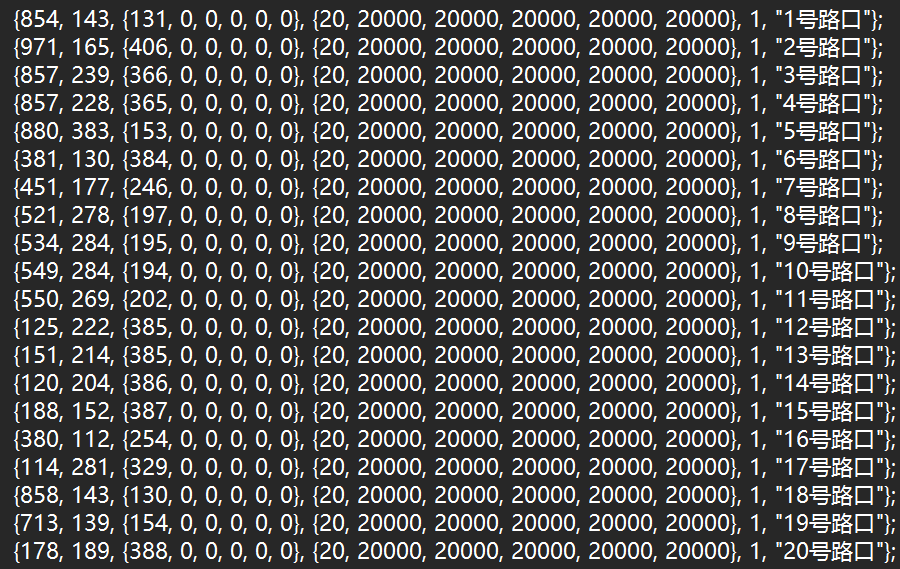 {854, 143, {131, 0, 0, 0, 0, 0}, {20, 20000, 20000, 20000, 20000, 20000}, 1, "1号路口"};
{971, 165, {406, 0, 0, 0, 0, 0}, {20, 20000, 20000, 20000, 20000, 20000}, 1, "2号路口"};
{857, 239, {366, 0, 0, 0, 0, 0}, {20, 20000, 20000, 20000, 20000, 20000}, 1, "3号路口"};
{857, 228, {365, 0, 0, 0, 0, 0}, {20, 20000, 20000, 20000, 20000, 20000}, 1, "4号路口"};
{880, 383, {153, 0, 0, 0, 0, 0}, {20, 20000, 20000, 20000, 20000, 20000}, 1, "5号路口"};
{381, 130, {384, 0, 0, 0, 0, 0}, {20, 20000, 20000, 20000, 20000, 20000}, 1, "6号路口"};
{451, 177, {246, 0, 0, 0, 0, 0}, {20, 20000, 20000, 20000, 20000, 20000}, 1, "7号路口"};
{521, 278, {197, 0, 0, 0, 0, 0}, {20, 20000, 20000, 20000, 20000, 20000}, 1, "8号路口"};
{534, 284, {195, 0, 0, 0, 0, 0}, {20, 20000, 20000, 20000, 20000, 20000}, 1, "9号路口"};
{549, 284, {194, 0, 0, 0, 0, 0}, {20, 20000, 20000, 20000, 20000, 20000}, 1, "10号路口"};
{550, 269, {202, 0, 0, 0, 0, 0}, {20, 20000, 20000, 20000, 20000, 20000}, 1, "11号路口"};
{125, 222, {385, 0, 0, 0, 0, 0}, {20, 20000, 20000, 20000, 20000, 20000}, 1, "12号路口"};
{151, 214, {385, 0, 0, 0, 0, 0}, {20, 20000, 20000, 20000, 20000, 20000}, 1, "13号路口"};
{120, 204, {386, 0, 0, 0, 0, 0}, {20, 20000, 20000, 20000, 20000, 20000}, 1, "14号路口"};
{188, 152, {387, 0, 0, 0, 0, 0}, {20, 20000, 20000, 20000, 20000, 20000}, 1, "15号路口"};
{380, 112, {254, 0, 0, 0, 0, 0}, {20, 20000, 20000, 20000, 20000, 20000}, 1, "16号路口"};
{114, 281, {329, 0, 0, 0, 0, 0}, {20, 20000, 20000, 20000, 20000, 20000}, 1, "17号路口"};
{858, 143, {130, 0, 0, 0, 0, 0}, {20, 20000, 20000, 20000, 20000, 20000}, 1, "18号路口"};
{713, 139, {154, 0, 0, 0, 0, 0}, {20, 20000, 20000, 20000, 20000, 20000}, 1, "19号路口"};
{178, 189, {388, 0, 0, 0, 0, 0}, {20, 20000, 20000, 20000, 20000, 20000}, 1, "20号路口"};